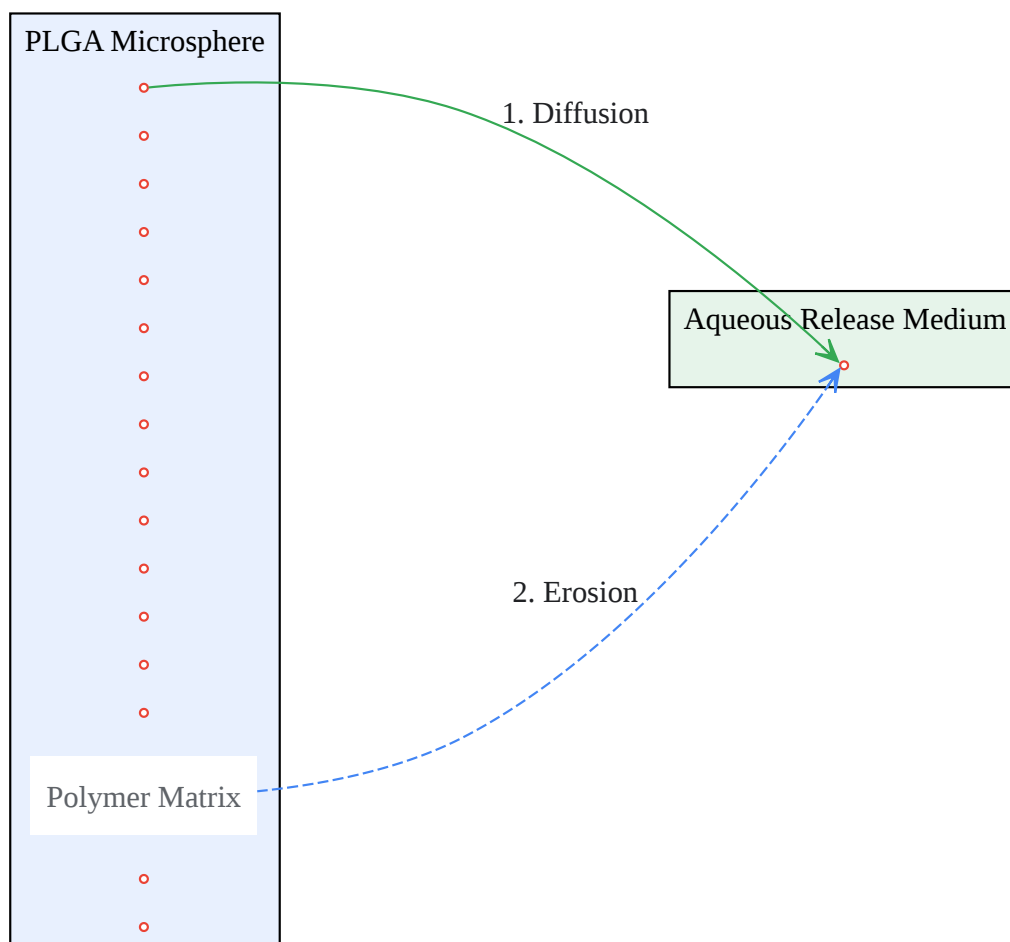 PLGA Microsphere
1. Diffusion
Aqueous Release Medium
2. Erosion
Polymer Matrix